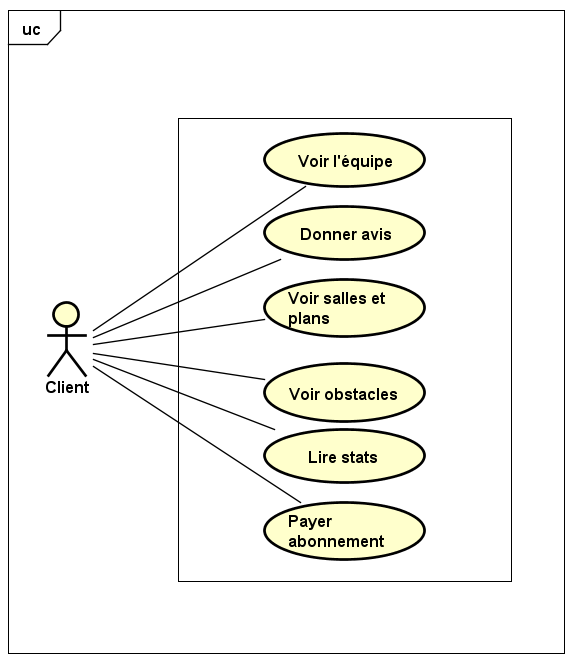 uc
Voir l'équipe
Donner avis
Voir salles et
plans
Client
Voir obstacles
Lire stats
Payer
abonnement